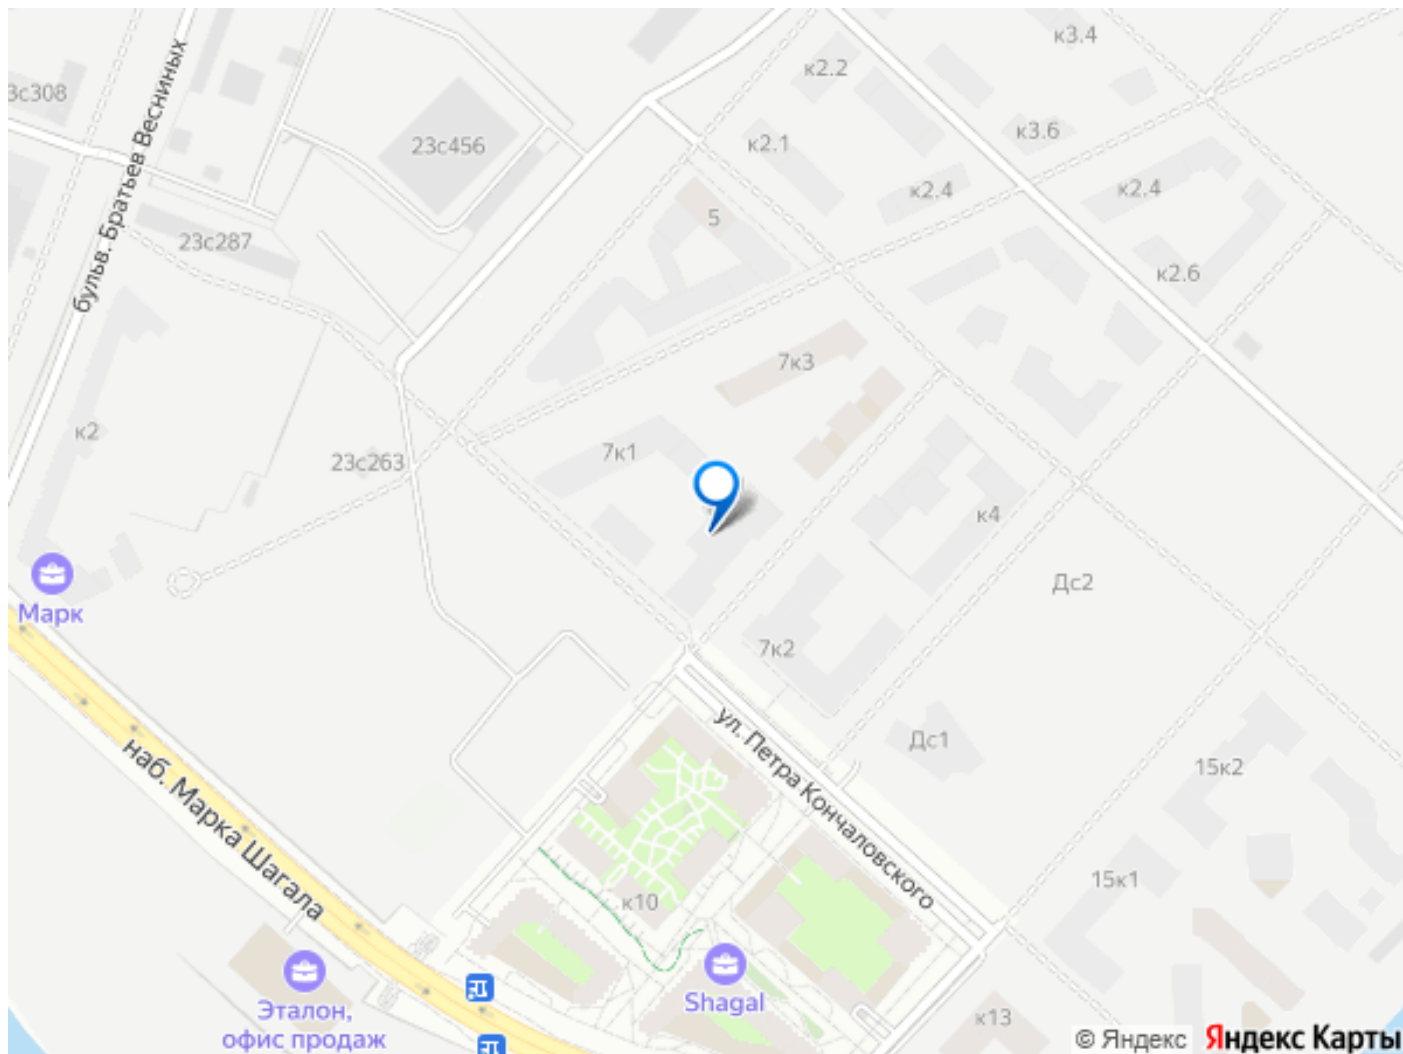 к3.4
к2.2
3с308
к3.6
23с456
к2.1
бульв. Братьев Весниных
к2.4
к2.4
5
23с287
к2.6
7к3
к2
7к1
23с263
к4
Дс2
Марк
7к2
ул. Петра Кончаловского
Дс1
15к2
наб. Марка Шагала
15к1
к10
Shagal
Эталон,
офис продаж
к13
© Яндекс Яндекс Карты